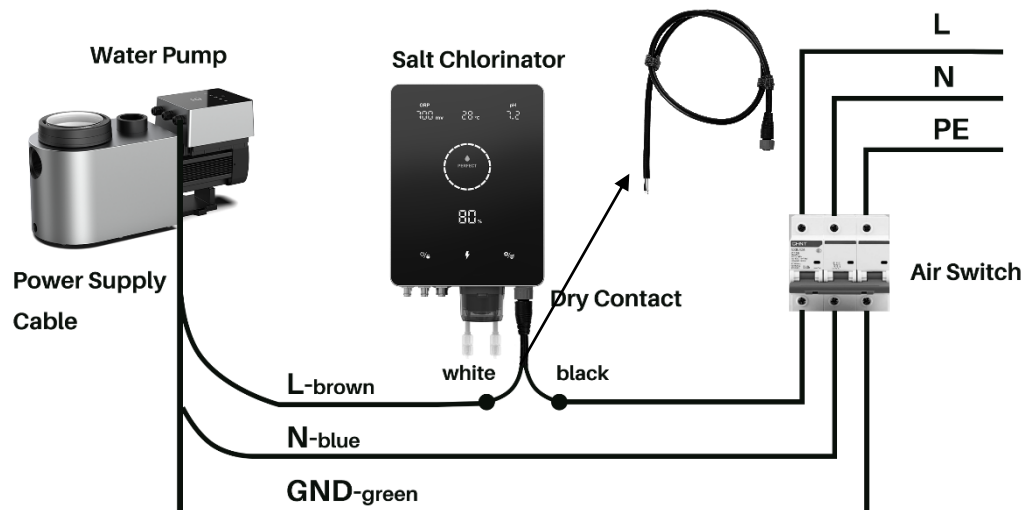 L
Water Pump
Salt Chlorinator
N
ORP
pH
700 mv
28 °C
7.2
PE
PERFECT
80 %
CHNT
Power Supply
Cable
Dry Contact
Air Switch
white
black
L-brown
N-blue
GND-green